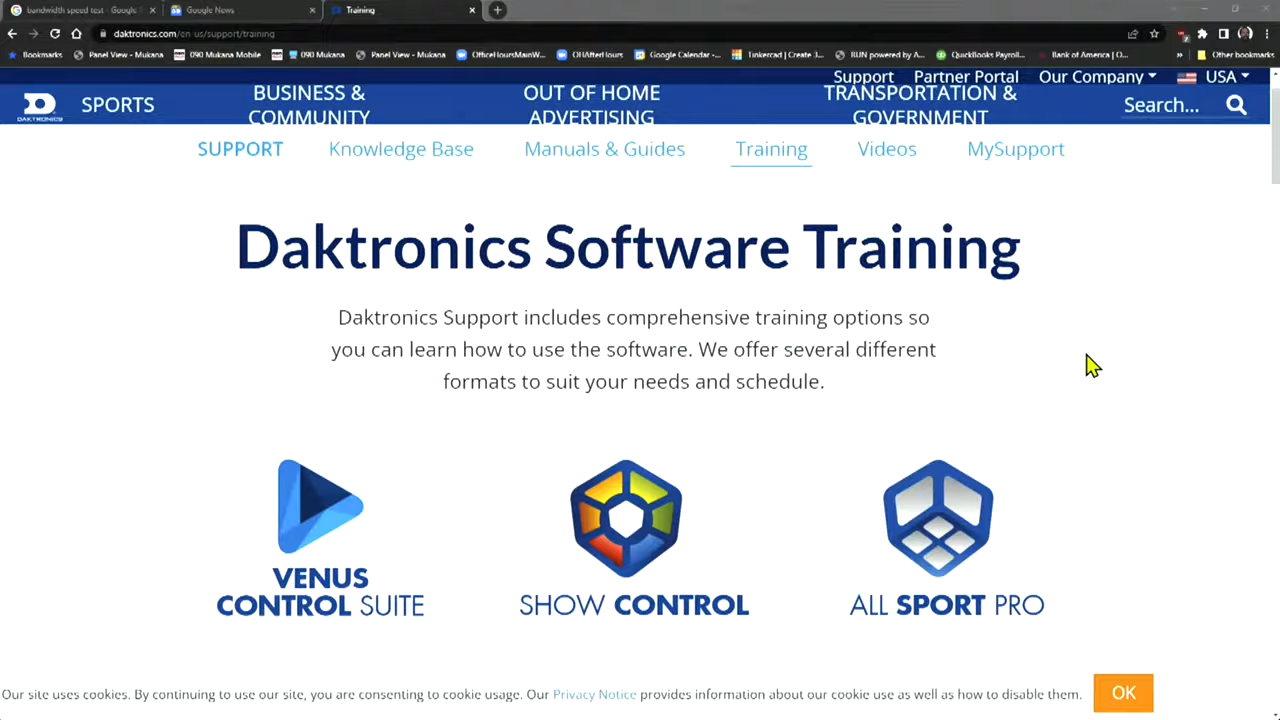 bandwidth speed test - Google
Google News
Training
daktronics.com/en-us/support/training
Bookmarks
Panel View - Mukana
090 Mukana Mobile
090 Mukana
Panel View - Mukana
OfficeHoursMainW...
OHAfterHours
Google Calendar -...
Tinkercad | Create 3...
RUN powered by A...
QuickBooks Payroll...
Bank of America | O...
Other bookmarks
Support
Partner Portal
Our Company
USA
DAKTRONICS
SPORTS
BUSINESS &
COMMUNITY
OUT OF HOME
ADVERTISING
TRANSPORTATION &
GOVERNMENT
Search...
SUPPORT
Knowledge Base
Manuals & Guides
Training
Videos
MySupport
Daktronics Software Training
Daktronics Support includes comprehensive training options so
you can learn how to use the software. We offer several different
formats to suit your needs and schedule.
VENUS
CONTROL SUITE
SHOW CONTROL
ALL SPORT PRO
Our site uses cookies. By continuing to use our site, you are consenting to cookie usage. Our Privacy Notice provides information about our cookie use as well as how to disable them.
OK